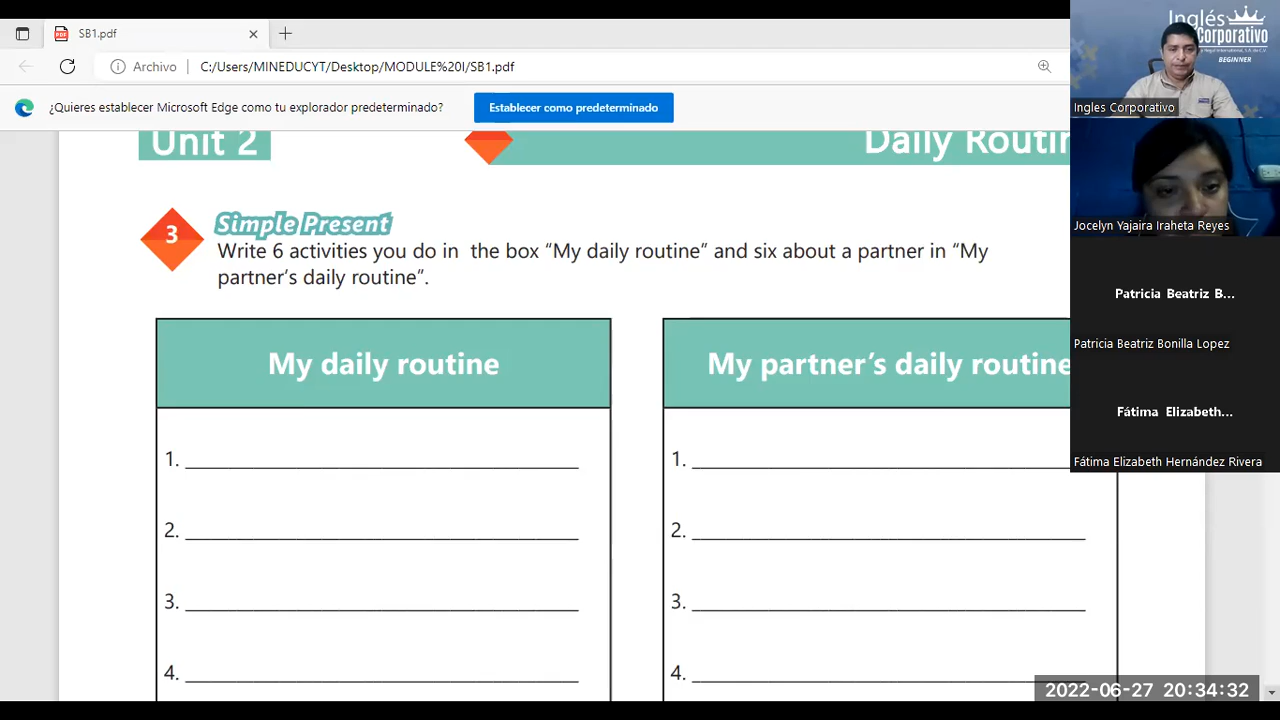 SB1.pdf
Archivo
C:/Users/MINEDUCYT/Desktop/MODULE%20I/SB1.pdf
¿Quieres establecer Microsoft Edge como tu explorador predeterminado?
Establecer como predeterminado
Unit 2
Daily Routin
3
Simple Present
Write 6 activities you do in the box “My daily routine” and six about a partner in “My
partner’s daily routine”.
My daily routine
1.
2.
3.
4.
My partner’s daily routine
1.
2.
3.
4.
Inglés
Corporativo
BEGINNER
Ingles Corporativo
Jocelyn Yajaira Iraheta Reyes
Patricia Beatriz B...
Patricia Beatriz Bonilla Lopez
Fátima Elizabeth...
Fátima Elizabeth Hernández Rivera
2022-06-27 20:34:32